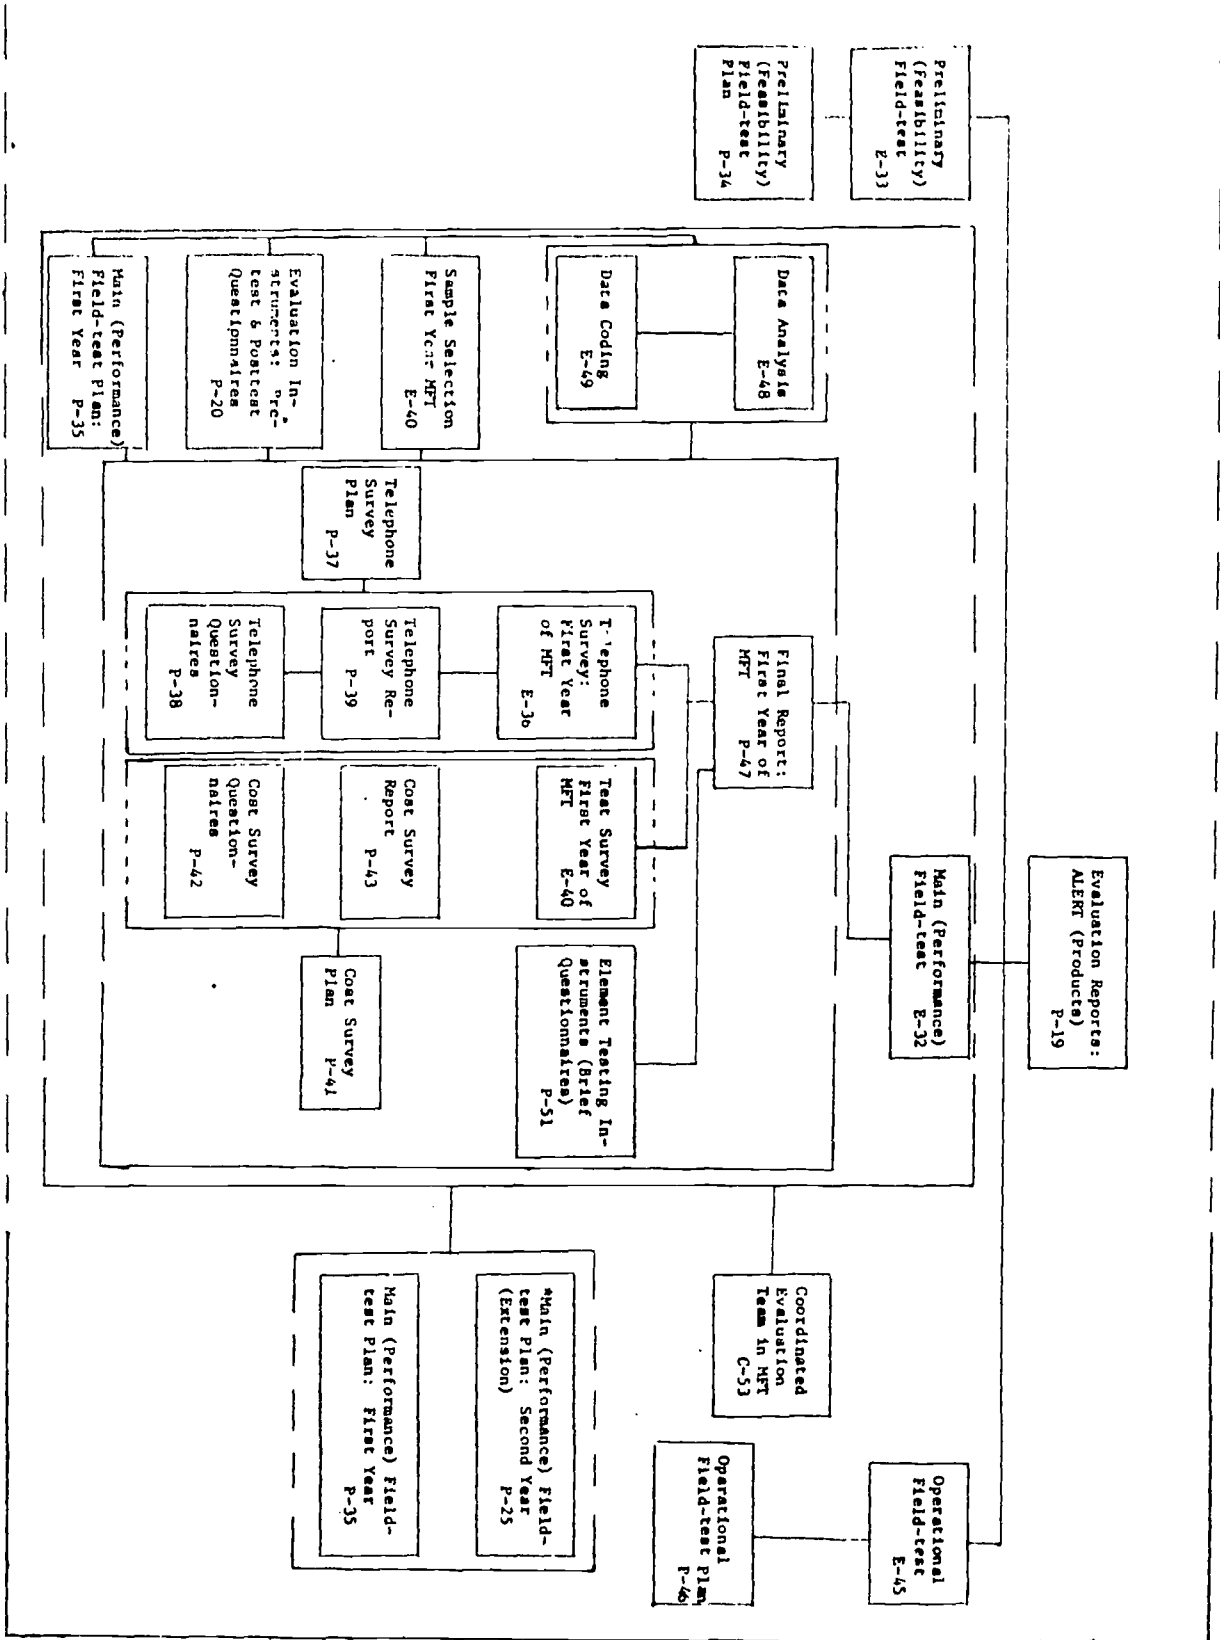 Evaluation Reports:
ALERT (Products)
P-19
Preliminary
(Feasibility)
Field-test
E-33
Main (Performance)
Field-test E-32
Operational
Field-test
E-45
Preliminary
(Feasibility)
Field-test
Plan P-34
Final Report:
First Year of
MFT P-47
Coordinated
Evaluation
Team in MFT
C-53
Operational
Field-test Plan
P-46
Data Analysis
E-48
Data Coding
E-49
Sample Selection
First Year MFT
E-40
Evaluation In-
struments: Pre-
test & Posttest
Questionnaires
P-20
Main (Performance)
Field-test Plan:
First Year P-35
Telephone
Survey
Plan
P-37
Telephone
Survey:
First Year
of MFT
E-36
Telephone
Survey Re-
port
P-39
Telephone
Survey
Question-
naires
P-38
Test Survey
First Year of
MFT E-40
Cost Survey
Report
P-43
Cost Survey
Question-
naires
P-42
Element Testing In-
struments (Brief
Questionnaires)
P-51
Cost Survey
Plan P-41
*Main (Performance) Field-
test Plan: Second Year
(Extension) P-25
Main (Performance) Field-
test Plan: First Year
P-35